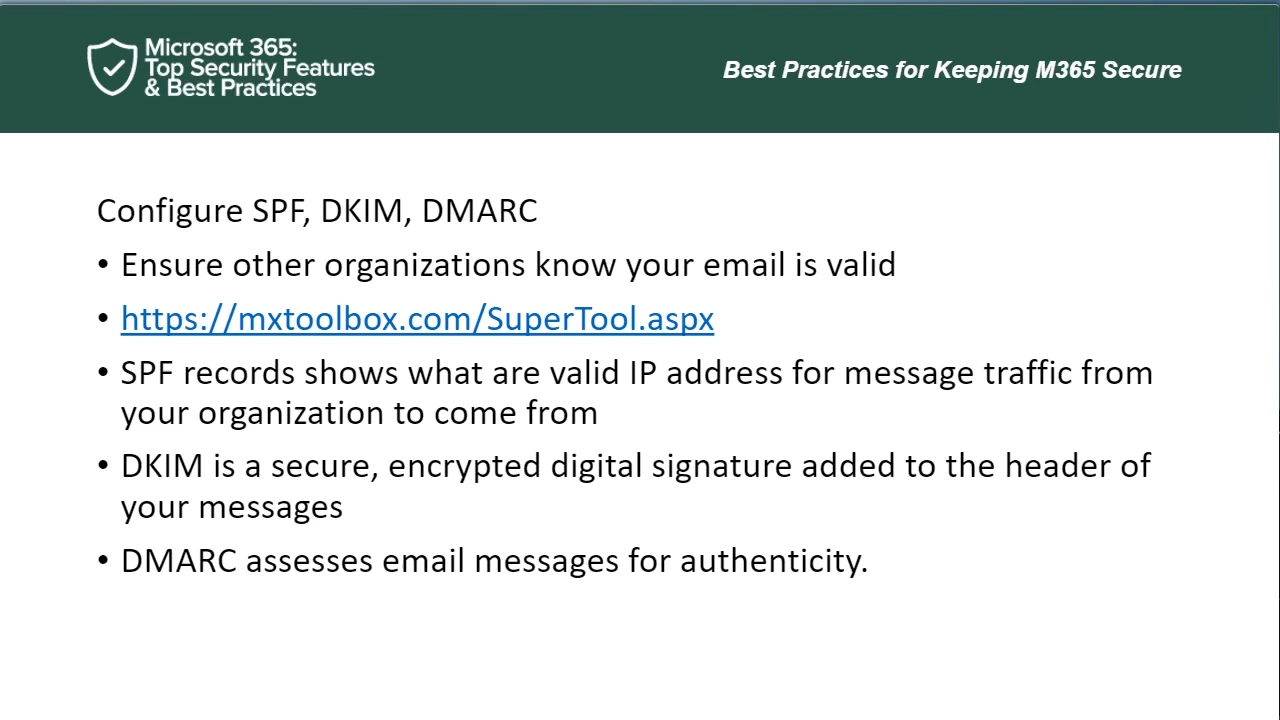 Microsoft 365:
Top Security Features
& Best Practices
Best Practices for Keeping M365 Secure
Configure SPF, DKIM, DMARC
• Ensure other organizations know your email is valid
• https://mxtoolbox.com/SuperTool.aspx
• SPF records shows what are valid IP address for message traffic from
your organization to come from
• DKIM is a secure, encrypted digital signature added to the header of
your messages
• DMARC assesses email messages for authenticity.